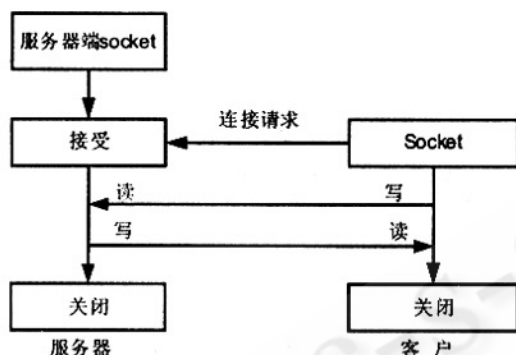 服务器端socket
连接请求
接受
Socket
读
写
写
读
关闭
关闭
服务器
客 户